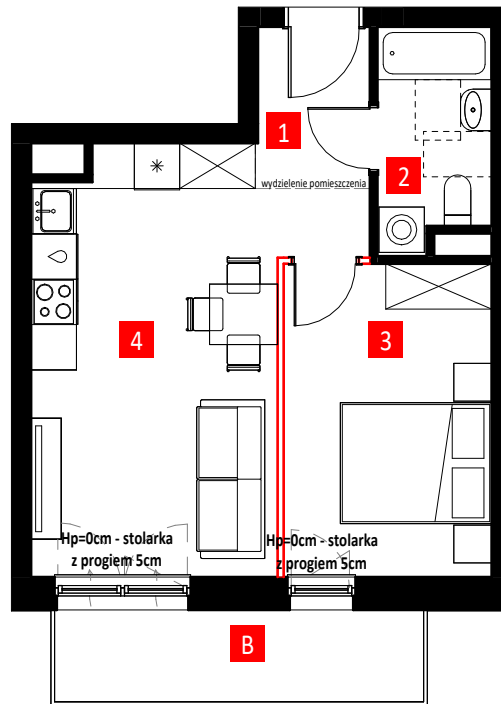 1
2
wydzielenie pomieszczenia
4
3
Hp=0cm - stolarka
z progiem 5cm
Hp=0cm - stolarka
z progiem 5cm
B